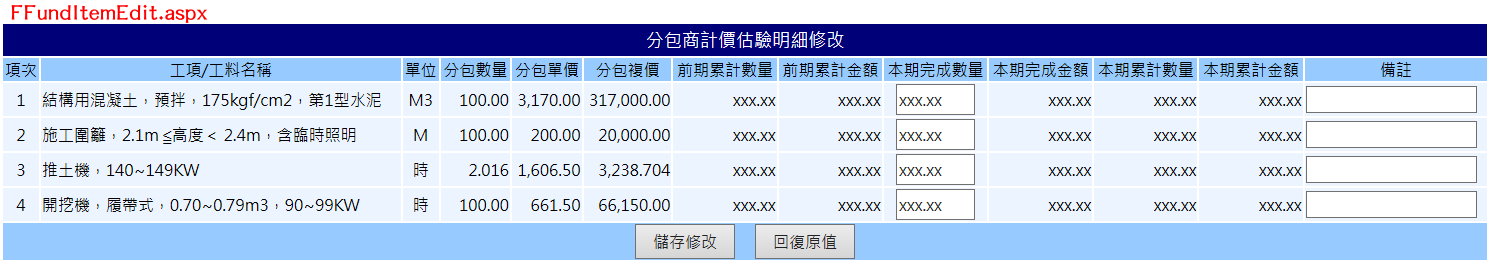 FFundItemEdit.aspx
分包商計價估驗明細修改
項次 工項/工料名稱 單位 分包數量 分包單價 分包複價 前期累計數量 前期累計金額 本期完成數量 本期完成金額 本期累計數量 本期累計金額 備註
1 結構用混凝土，預拌，175kgf/cm2，第1型水泥 M3 100.00 3,170.00 317,000.00 xxx.xx xxx.xx xxx.xx xxx.xx xxx.xx xxx.xx
2 施工圍籬，2.1m≦高度< 2.4m，含臨時照明 M 100.00 200.00 20,000.00 xxx.xx xxx.xx xxx.xx xxx.xx xxx.xx xxx.xx
3 推土機，140~149KW 時 2.016 1,606.50 3,238.704 xxx.xx xxx.xx xxx.xx xxx.xx xxx.xx xxx.xx
4 開挖機，履帶式，0.70~0.79m3，90~99KW 時 100.00 661.50 66,150.00 xxx.xx xxx.xx xxx.xx xxx.xx xxx.xx xxx.xx
儲存修改 回復原值